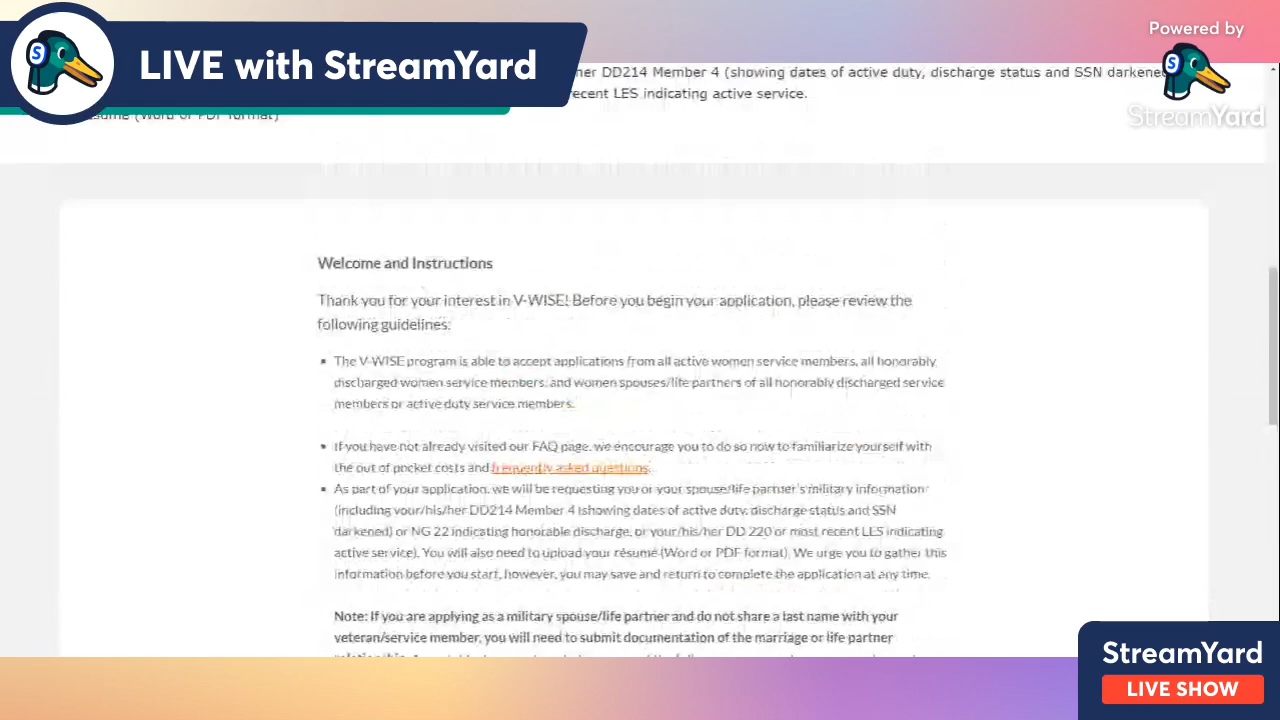 LIVE with StreamYard
Powered by
StreamYard
her DD214 Member 4 (showing dates of active duty, discharge status and SSN darkened
recent LES indicating active service.
(Word or PDF format)
Welcome and Instructions
Thank you for your interest in V-WISE! Before you begin your application, please review the
following guidelines:
▪ The V-WISE program is able to accept applications from all active women service members, all honorably
discharged women service members, and women spouses/life partners of all honorably discharged service
members or active duty service members.
▪ If you have not already visited our FAQ page, we encourage you to do so now to familiarize yourself with
the out of pocket costs and frequently asked questions.
▪ As part of your application, we will be requesting you or your spouse/life partner's military information
(including your/his/her DD214 Member 4 (showing dates of active duty, discharge status and SSN
darkened) or NG 22 indicating honorable discharge, or your/his/her DD 220 or most recent LES indicating
active service). You will also need to upload your résumé (Word or PDF format). We urge you to gather this
information before you start, however, you may save and return to complete the application at any time.
Note: If you are applying as a military spouse/life partner and do not share a last name with your
veteran/service member, you will need to submit documentation of the marriage or life partner
StreamYard
LIVE SHOW